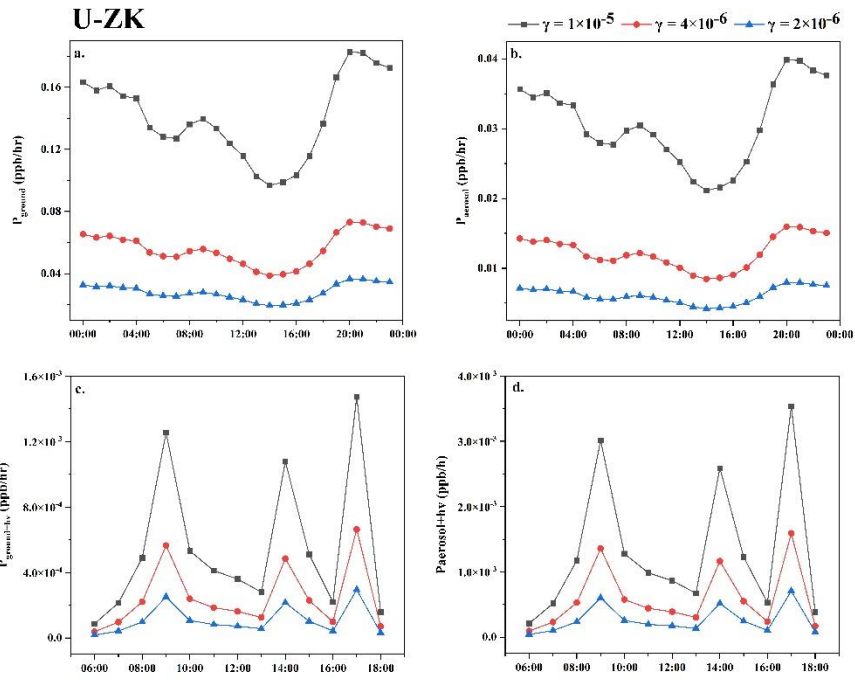 U-ZK
γ = 1×10-5 γ = 4×10-6 γ = 2×10-6
a.
0.16
0.12
0.08
0.04
Pground (ppb/hr)
00:00 04:00 08:00 12:00 16:00 20:00 00:00
b.
0.04
0.03
0.02
0.01
Paerosol (ppb/hr)
00:00 04:00 08:00 12:00 16:00 20:00 00:00
c.
1.6×10-3
1.2×10-3
8.0×10-4
4.0×10-4
0.0
Pground+hv (ppb/hr)
06:00 08:00 10:00 12:00 14:00 16:00 18:00
d.
4.0×10-3
3.0×10-3
2.0×10-3
1.0×10-3
0.0
Paerosol+hv (ppb/h)
06:00 08:00 10:00 12:00 14:00 16:00 18:00